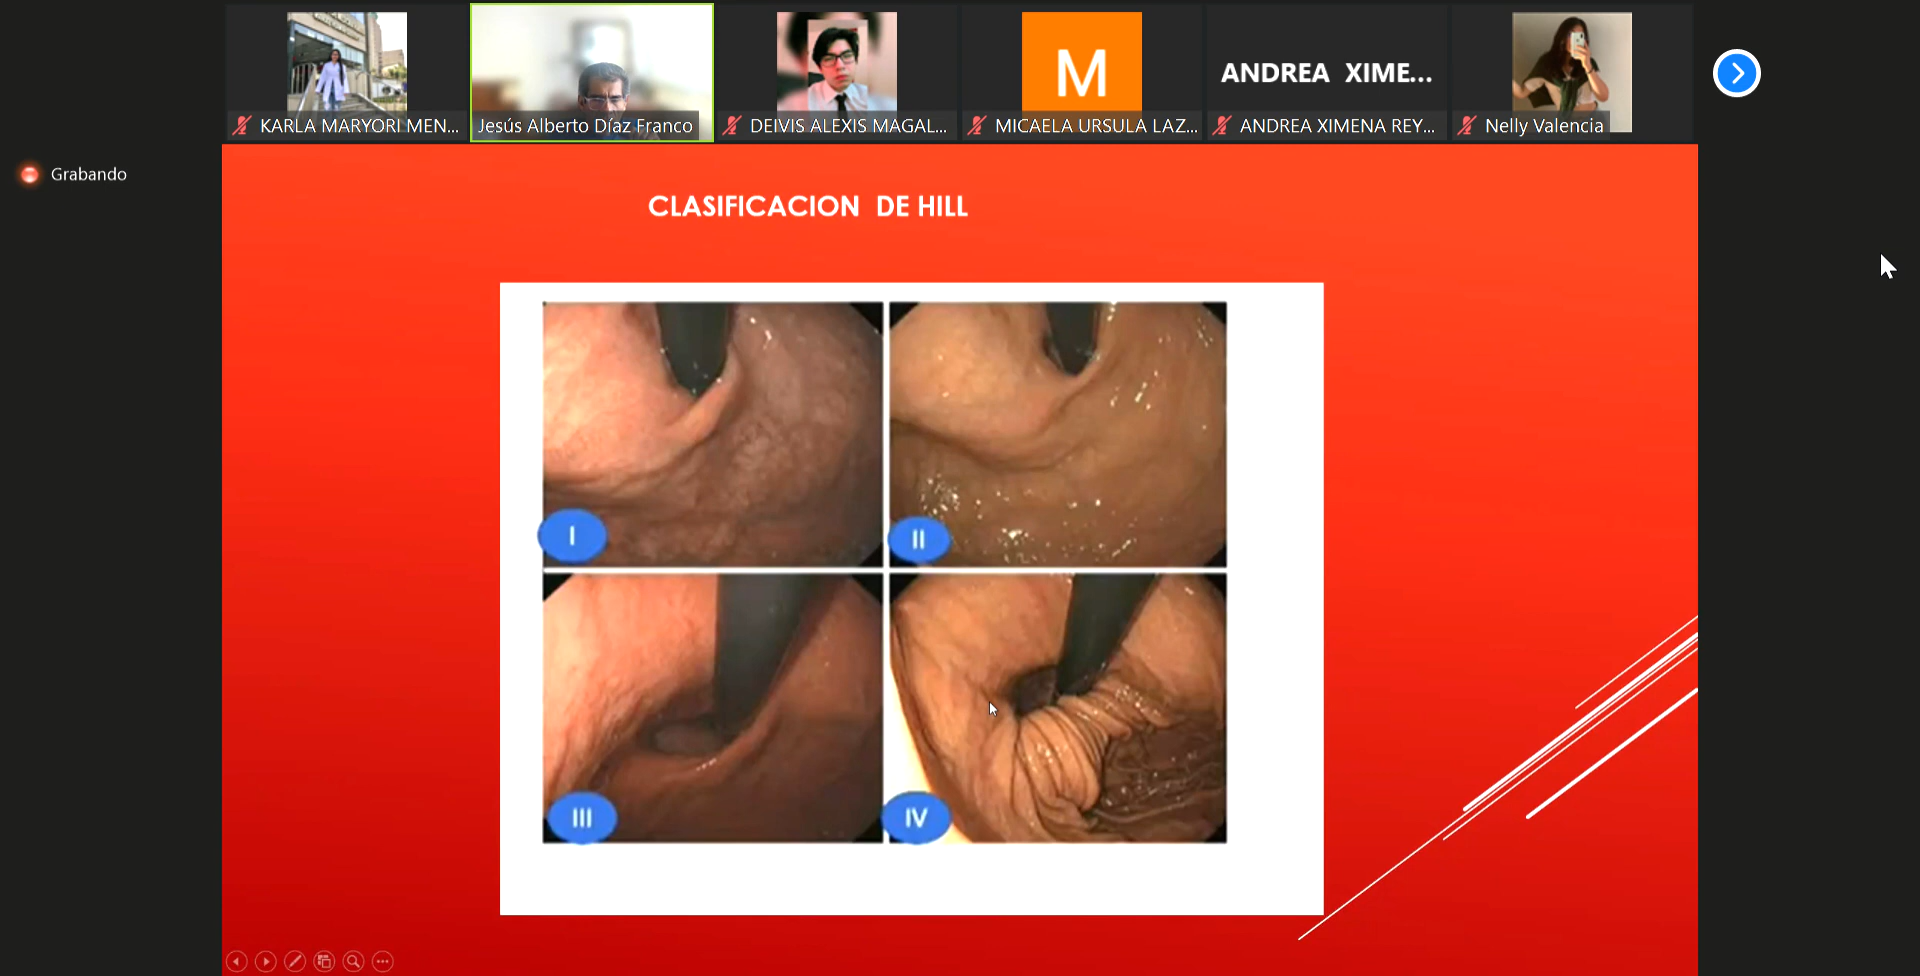 KARLA MARYORI MEN...
Jesús Alberto Díaz Franco
DEIVIS ALEXIS MAGAL...
M
MICAELA URSULA LAZ...
ANDREA XIME...
ANDREA XIMENA REY...
Nelly Valencia
Grabando
CLASIFICACION DE HILL
I
II
III
IV